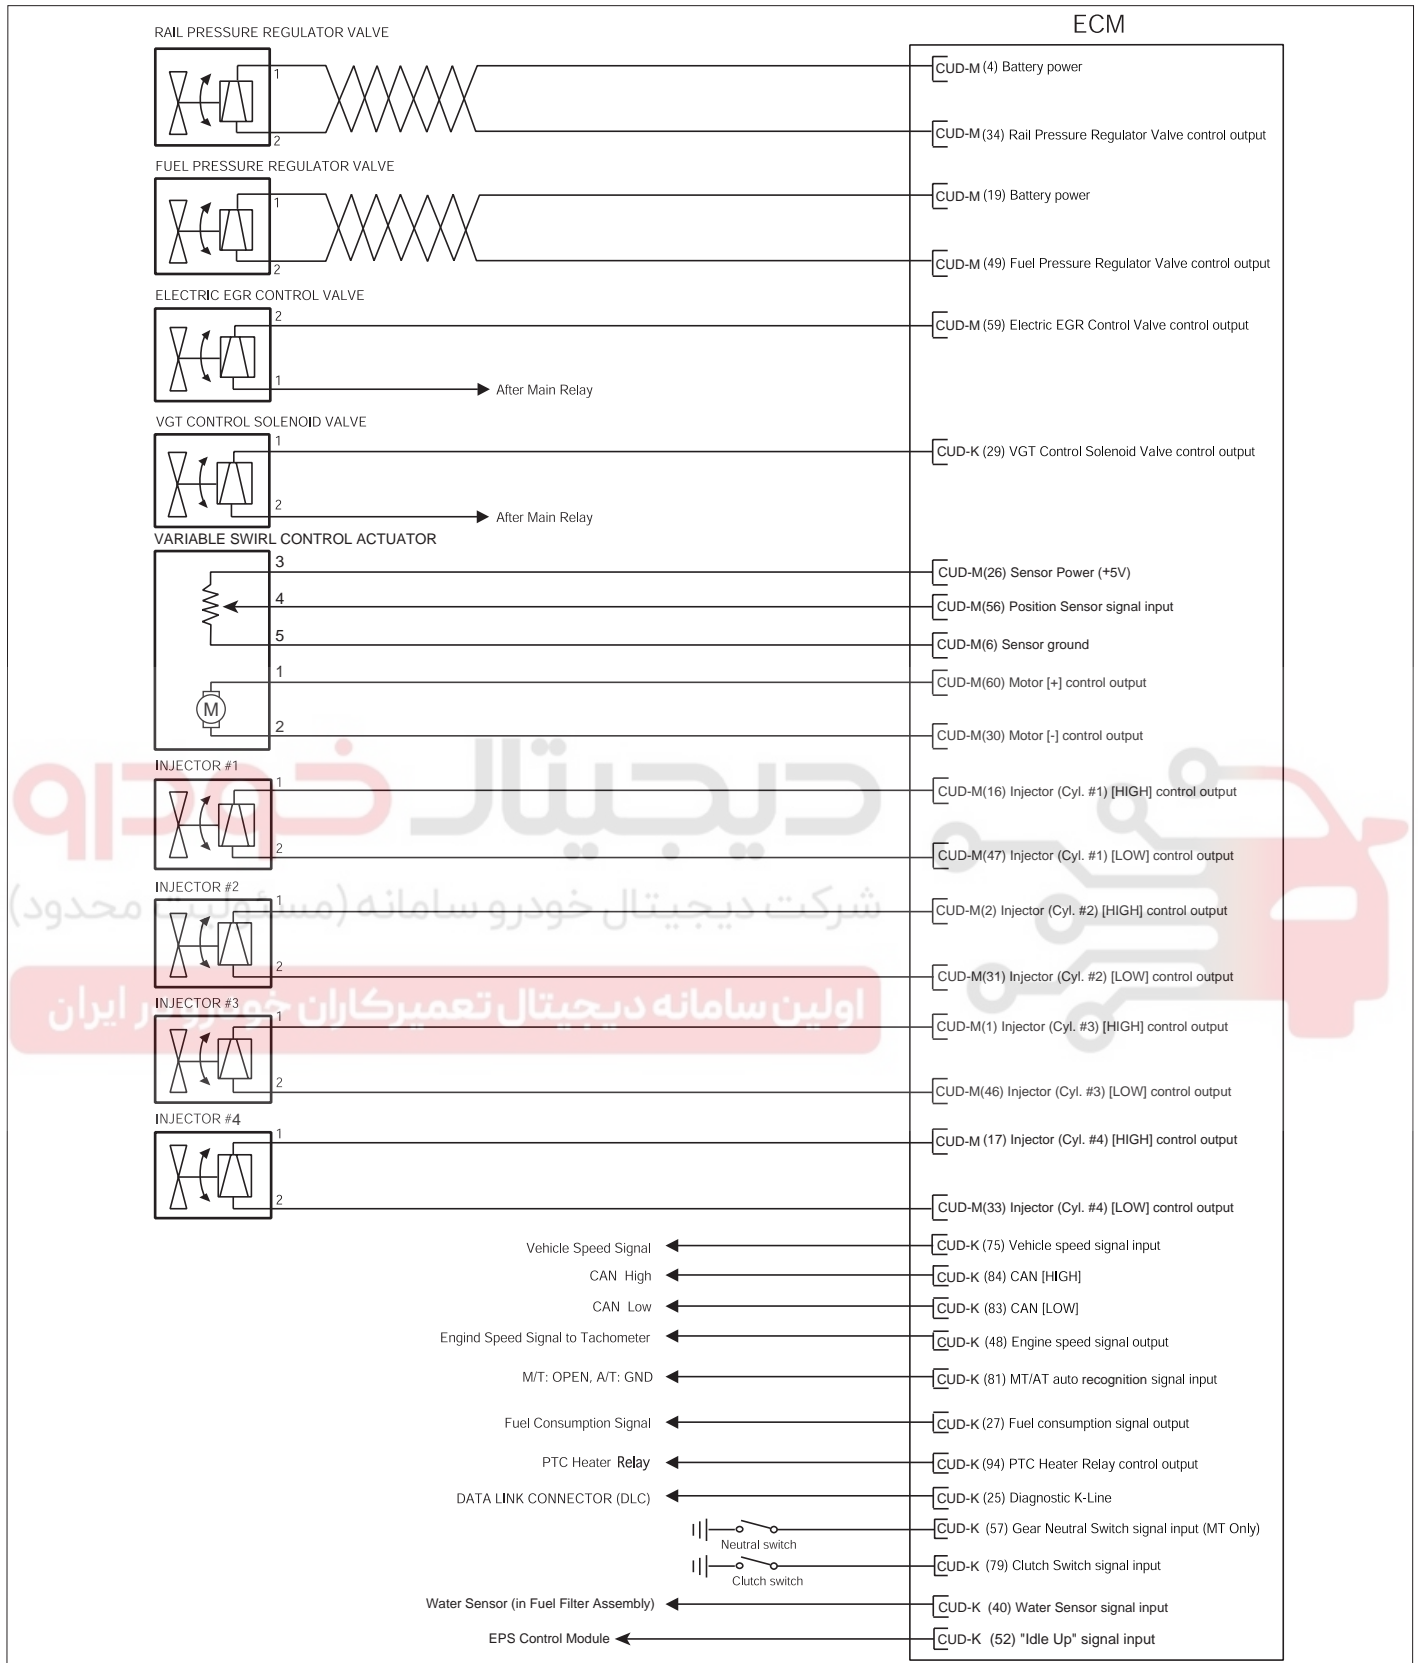 ECM
RAIL PRESSURE REGULATOR VALVE
1
CUD-M (4) Battery power
2
CUD-M (34) Rail Pressure Regulator Valve control output
FUEL PRESSURE REGULATOR VALVE
1
CUD-M (19) Battery power
2
CUD-M (49) Fuel Pressure Regulator Valve control output
ELECTRIC EGR CONTROL VALVE
2
CUD-M (59) Electric EGR Control Valve control output
1
After Main Relay
VGT CONTROL SOLENOID VALVE
1
CUD-K (29) VGT Control Solenoid Valve control output
2
After Main Relay
VARIABLE SWIRL CONTROL ACTUATOR
3
CUD-M(26) Sensor Power (+5V)
4
CUD-M(56) Position Sensor signal input
5
CUD-M(6) Sensor ground
1
CUD-M(60) Motor [+] control output
M
2
CUD-M(30) Motor [-] control output
دیجیتال خودرو
INJECTOR #1
1
CUD-M(16) Injector (Cyl. #1) [HIGH] control output
2
CUD-M(47) Injector (Cyl. #1) [LOW] control output
شرکت دیجیتال خودرو سامانه (مسئولیت محدود)
INJECTOR #2
1
CUD-M(2) Injector (Cyl. #2) [HIGH] control output
2
CUD-M(31) Injector (Cyl. #2) [LOW] control output
اولین سامانه دیجیتال تعمیرکاران خودرو در ایران
INJECTOR #3
1
CUD-M(1) Injector (Cyl. #3) [HIGH] control output
2
CUD-M(46) Injector (Cyl. #3) [LOW] control output
INJECTOR #4
1
CUD-M (17) Injector (Cyl. #4) [HIGH] control output
2
CUD-M(33) Injector (Cyl. #4) [LOW] control output
Vehicle Speed Signal
CUD-K (75) Vehicle speed signal input
CAN High
CUD-K (84) CAN [HIGH]
CAN Low
CUD-K (83) CAN [LOW]
Engind Speed Signal to Tachometer
CUD-K (48) Engine speed signal output
M/T: OPEN, A/T: GND
CUD-K (81) MT/AT auto recognition signal input
Fuel Consumption Signal
CUD-K (27) Fuel consumption signal output
PTC Heater Relay
CUD-K (94) PTC Heater Relay control output
DATA LINK CONNECTOR (DLC)
CUD-K (25) Diagnostic K-Line
Neutral switch
CUD-K (57) Gear Neutral Switch signal input (MT Only)
Clutch switch
CUD-K (79) Clutch Switch signal input
Water Sensor (in Fuel Filter Assembly)
CUD-K (40) Water Sensor signal input
EPS Control Module
CUD-K (52) "Idle Up" signal input